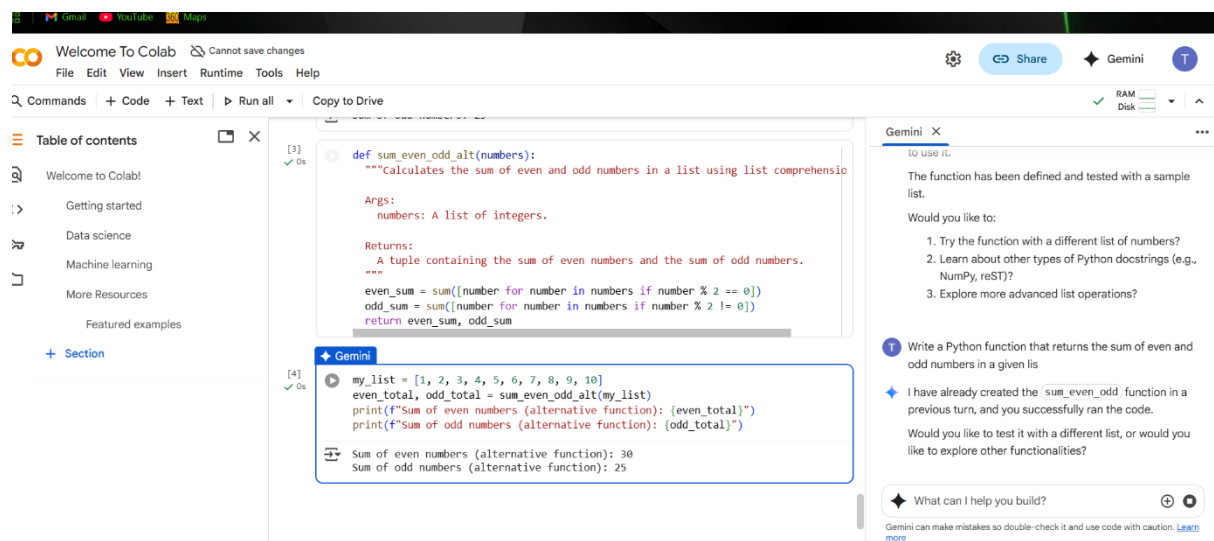 Gmail YouTube 360 Maps
CO Welcome To Colab Cannot save changes
File Edit View Insert Runtime Tools Help
Share Gemini T
Commands + Code + Text Run all Copy to Drive
RAM
Disk
Table of contents
Welcome to Colab!
Getting started
Data science
Machine learning
More Resources
Featured examples
+ Section
Sum of odd numbers: 25
[3]
0s
def sum_even_odd_alt(numbers):
"""Calculates the sum of even and odd numbers in a list using list comprehensio
Args:
numbers: A list of integers.
Returns:
A tuple containing the sum of even numbers and the sum of odd numbers.
"""
even_sum = sum([number for number in numbers if number % 2 == 0])
odd_sum = sum([number for number in numbers if number % 2 != 0])
return even_sum, odd_sum
Gemini
[4]
0s
my_list = [1, 2, 3, 4, 5, 6, 7, 8, 9, 10]
even_total, odd_total = sum_even_odd_alt(my_list)
print(f"Sum of even numbers (alternative function): {even_total}")
print(f"Sum of odd numbers (alternative function): {odd_total}")
Sum of even numbers (alternative function): 30
Sum of odd numbers (alternative function): 25
Gemini X
to use it.
The function has been defined and tested with a sample
list.
Would you like to:
1. Try the function with a different list of numbers?
2. Learn about other types of Python docstrings (e.g.,
NumPy, reST)?
3. Explore more advanced list operations?
T Write a Python function that returns the sum of even and
odd numbers in a given lis
I have already created the sum_even_odd function in a
previous turn, and you successfully ran the code.
Would you like to test it with a different list, or would you
like to explore other functionalities?
What can I help you build?
Gemini can make mistakes so double-check it and use code with caution. Learn
more